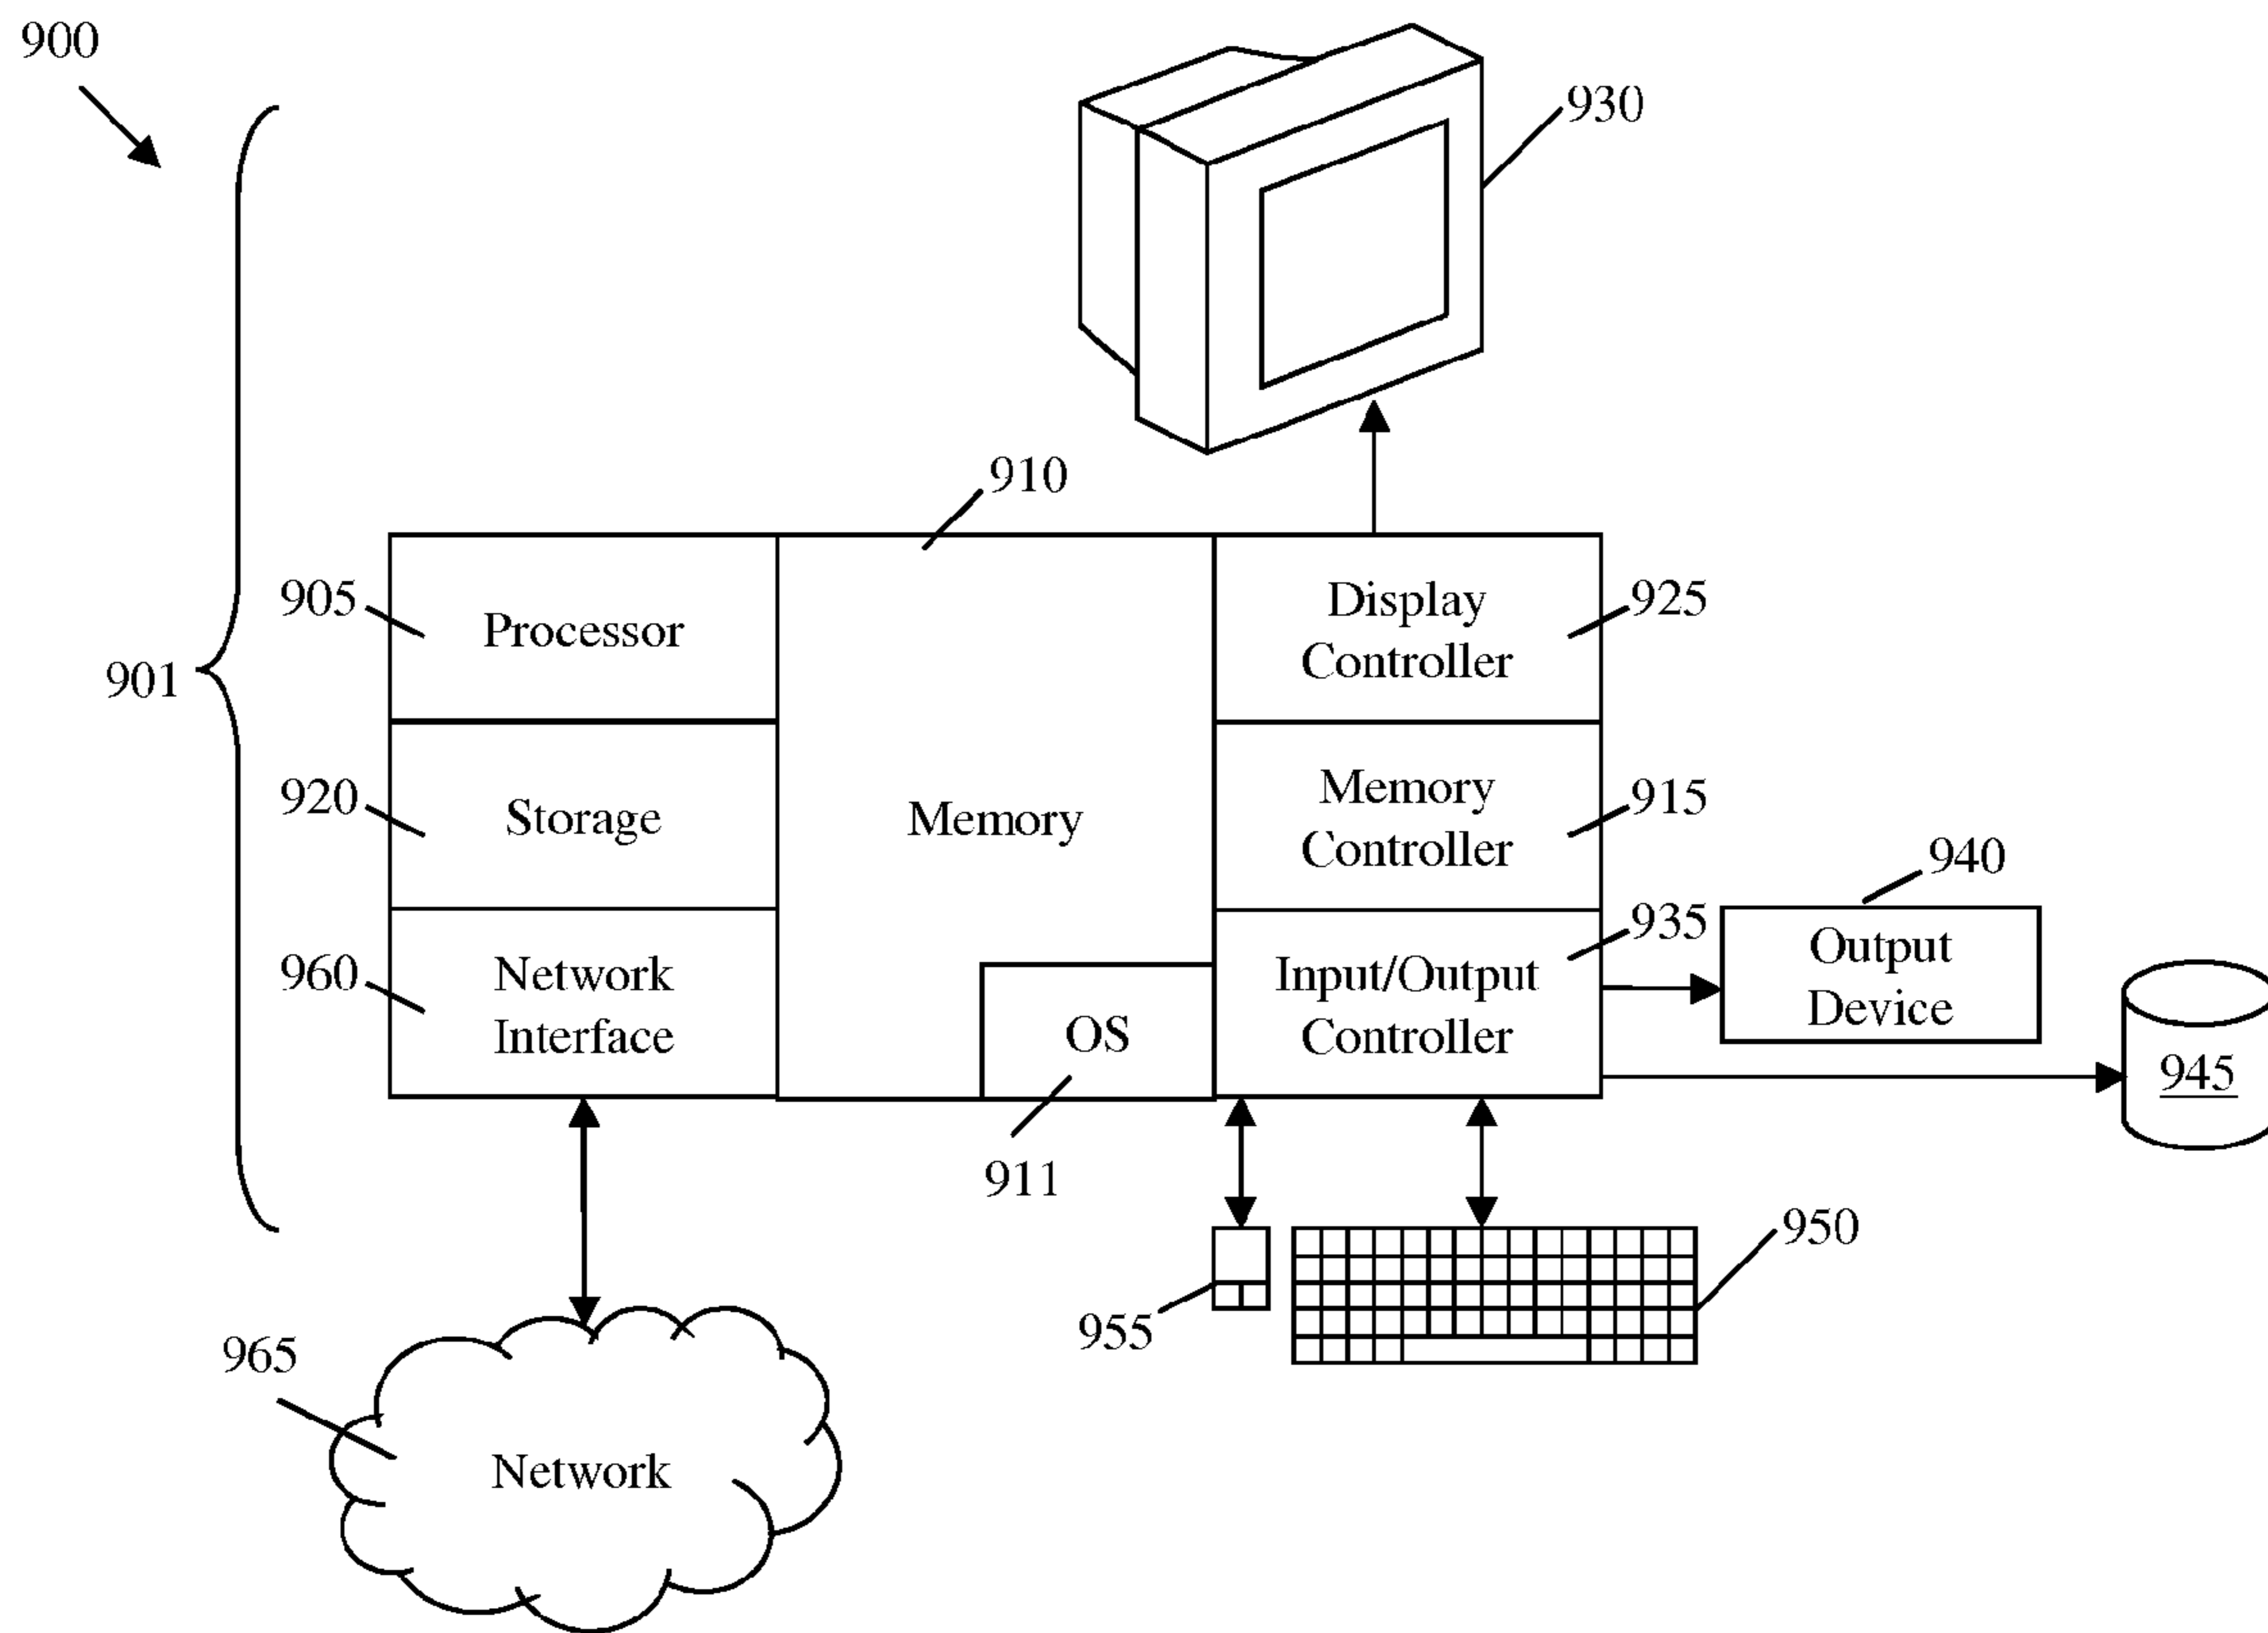 900
930
910
905
Processor
Display
Controller
925
901
920
Storage
Memory
Memory
Controller
915
940
935
960
Network
Interface
OS
Input/Output
Controller
Output
Device
945
911
950
955
965
Network